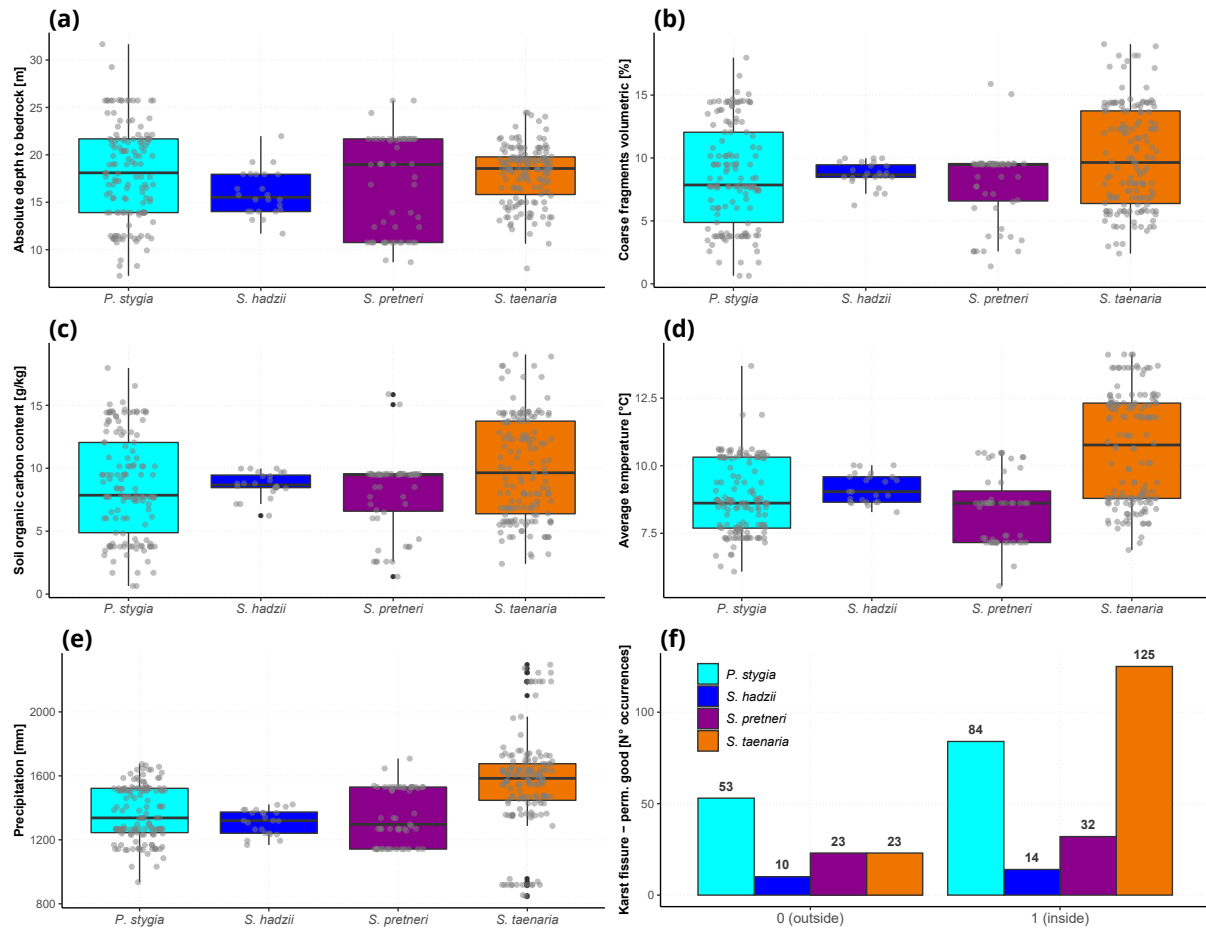 (a)
Absolute depth to bedrock [m]
30
25
20
15
10
P. stygia S. hadzii S. pretneri S. taenaria
(b)
Coarse fragments volumetric [%]
15
10
5
0
P. stygia S. hadzii S. pretneri S. taenaria
(c)
Soil organic carbon content [g/kg]
15
10
5
0
P. stygia S. hadzii S. pretneri S. taenaria
(d)
Average temperature [°C]
12.5
10.0
7.5
P. stygia S. hadzii S. pretneri S. taenaria
(e)
Precipitation [mm]
2000
1600
1200
800
P. stygia S. hadzii S. pretneri S. taenaria
(f)
Karst fissure – perm. good [N° occurrences]
100
50
0
P. stygia
S. hadzii
S. pretneri
S. taenaria
53 10 23 23 84 14 32 125
0 (outside) 1 (inside)